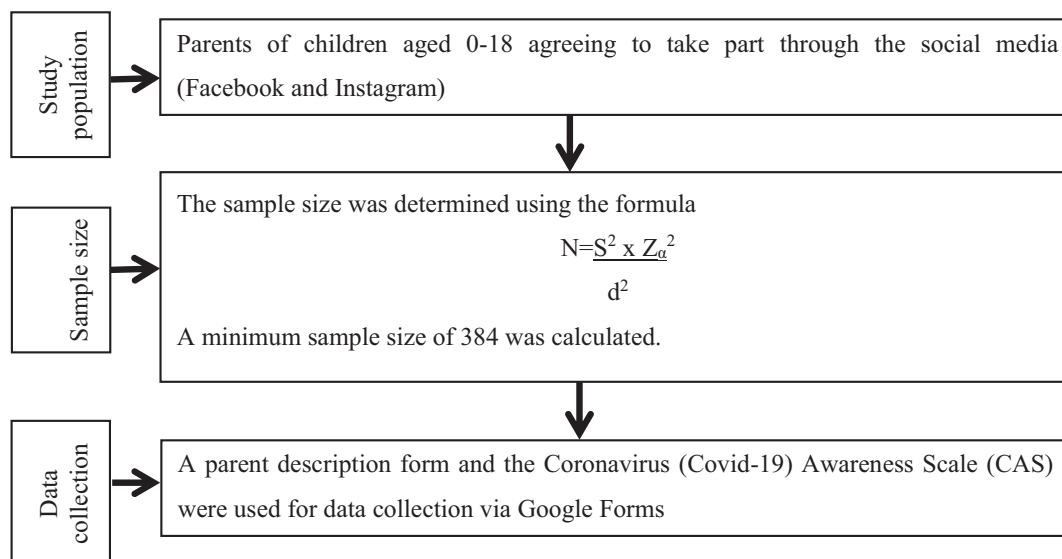 Study
population
Parents of children aged 0-18 agreeing to take part through the social media
(Facebook and Instagram)
Sample size
The sample size was determined using the formula
N=S² x Zα²
d²
A minimum sample size of 384 was calculated.
Data
collection
A parent description form and the Coronavirus (Covid-19) Awareness Scale (CAS)
were used for data collection via Google Forms